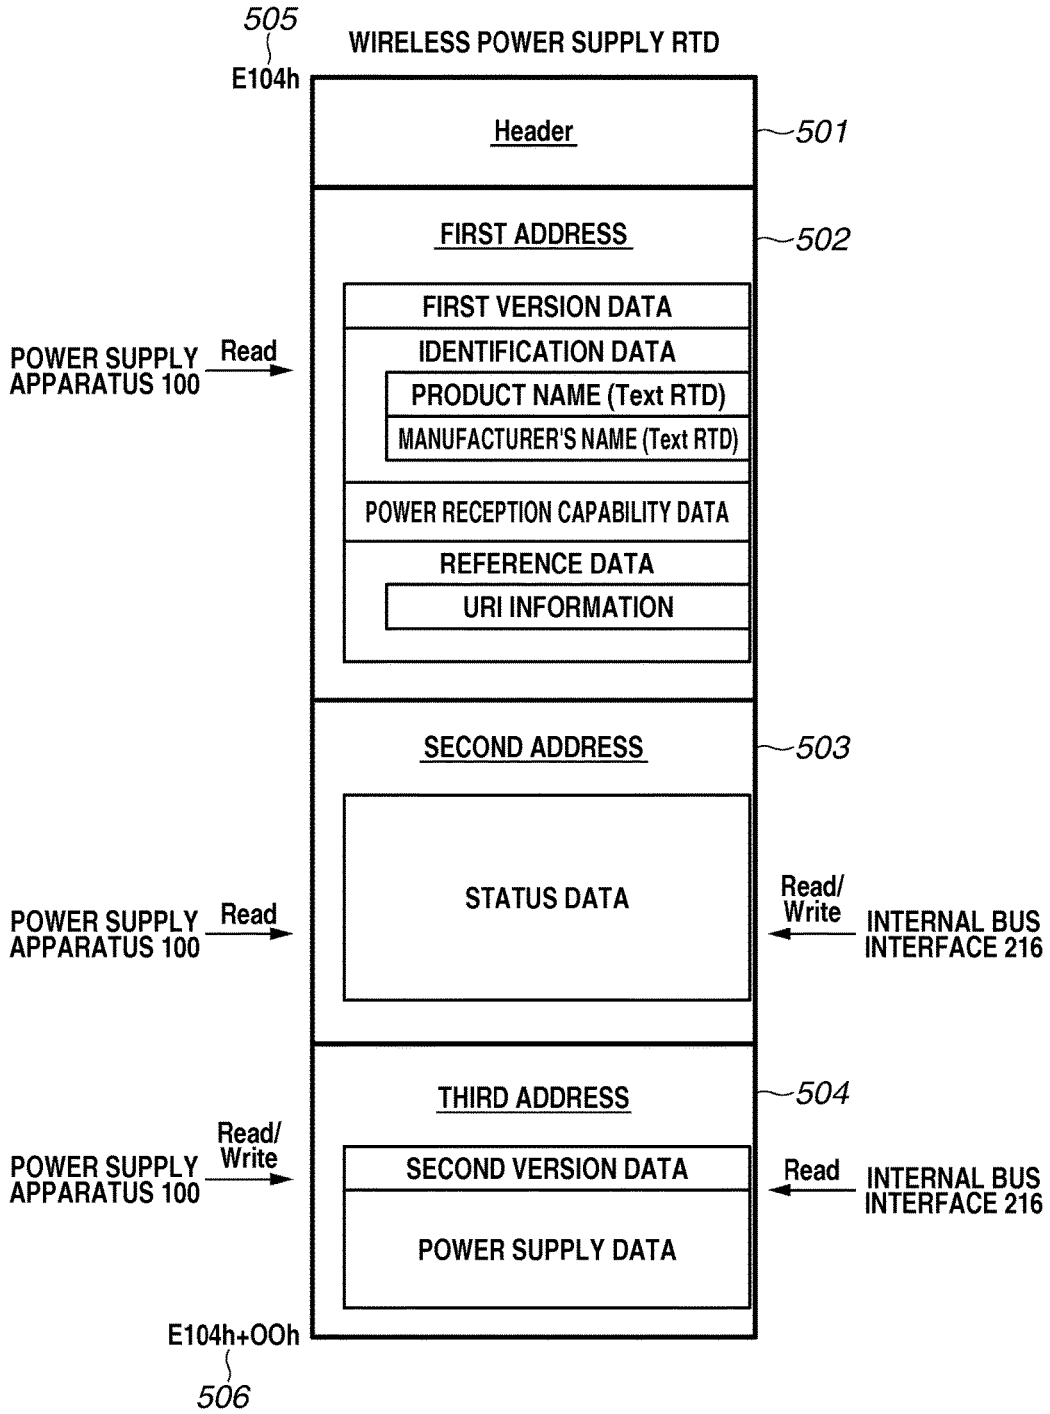 505
WIRELESS POWER SUPPLY RTD
E104h
Header
501
FIRST ADDRESS
502
FIRST VERSION DATA
IDENTIFICATION DATA
PRODUCT NAME (Text RTD)
MANUFACTURER'S NAME (Text RTD)
POWER RECEPTION CAPABILITY DATA
REFERENCE DATA
URI INFORMATION
POWER SUPPLY
APPARATUS 100
Read
SECOND ADDRESS
503
STATUS DATA
POWER SUPPLY
APPARATUS 100
Read
Read/
Write
INTERNAL BUS
INTERFACE 216
THIRD ADDRESS
504
SECOND VERSION DATA
POWER SUPPLY DATA
POWER SUPPLY
APPARATUS 100
Read/
Write
Read
INTERNAL BUS
INTERFACE 216
E104h+OOh
506